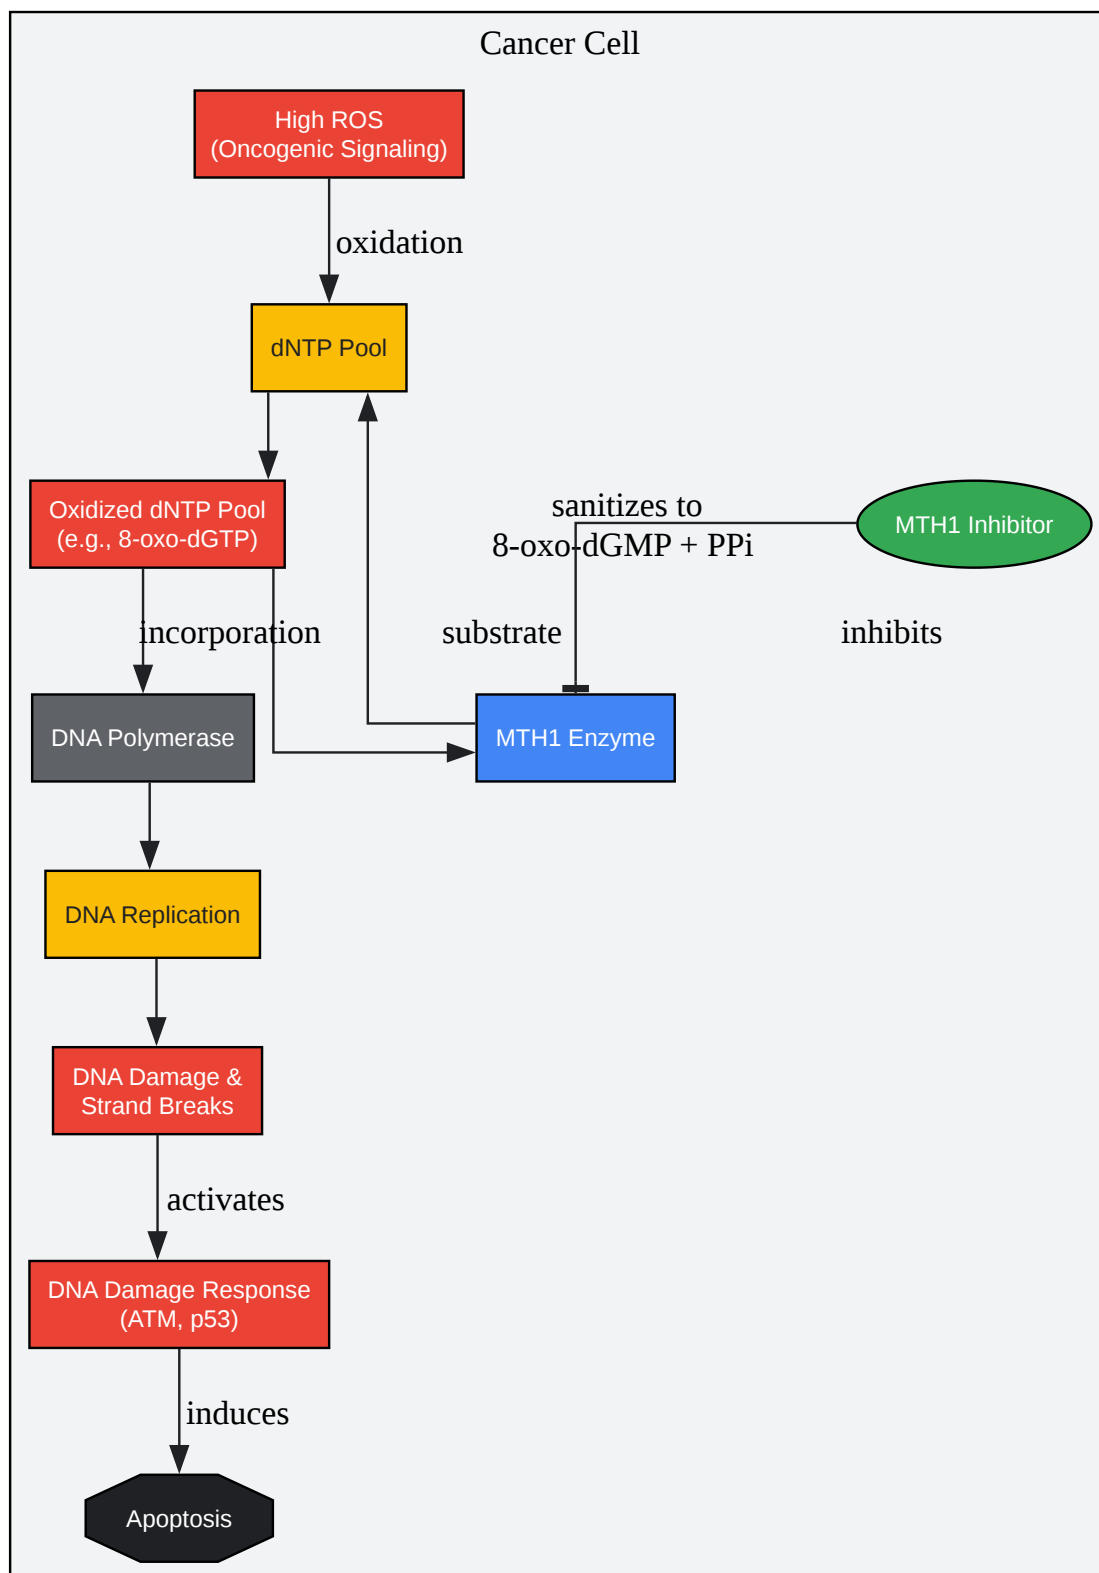 Cancer Cell
High ROS
(Oncogenic Signaling)
oxidation
dNTP Pool
Oxidized dNTP Pool
(e.g., 8-oxo-dGTP)
sanitizes to
8-oxo-dGMP + PPi
MTH1 Inhibitor
incorporation
substrate
inhibits
DNA Polymerase
MTH1 Enzyme
DNA Replication
DNA Damage &
Strand Breaks
activates
DNA Damage Response
(ATM, p53)
induces
Apoptosis